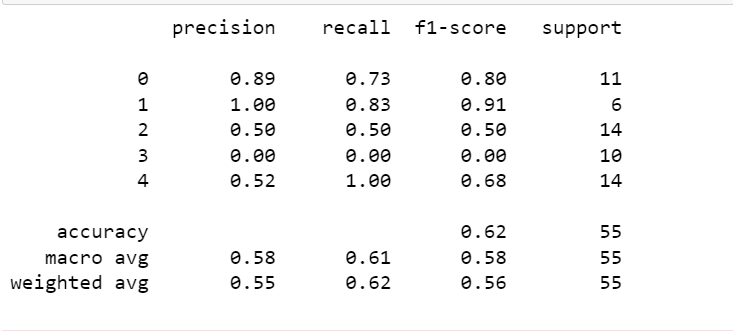 precision recall f1-score support
0 0.89 0.73 0.80 11
1 1.00 0.83 0.91 6
2 0.50 0.50 0.50 14
3 0.00 0.00 0.00 10
4 0.52 1.00 0.68 14
accuracy 0.62 55
macro avg 0.58 0.61 0.58 55
weighted avg 0.55 0.62 0.56 55